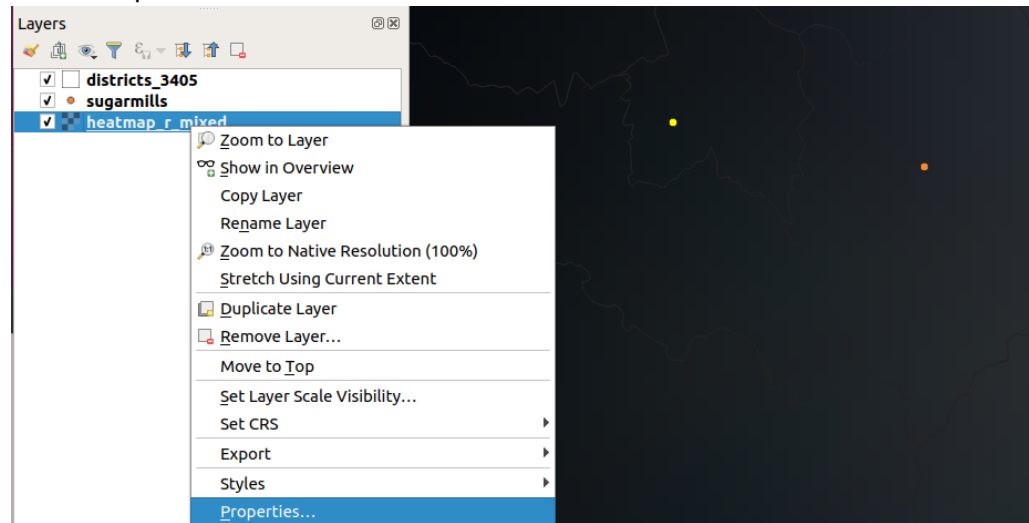 Layers
districts_3405
sugarmills
heatmap_r_mixed
Zoom to Layer
Show in Overview
Copy Layer
Rename Layer
Zoom to Native Resolution (100%)
Stretch Using Current Extent
Duplicate Layer
Remove Layer…
Move to Top
Set Layer Scale Visibility…
Set CRS
Export
Styles
Properties…